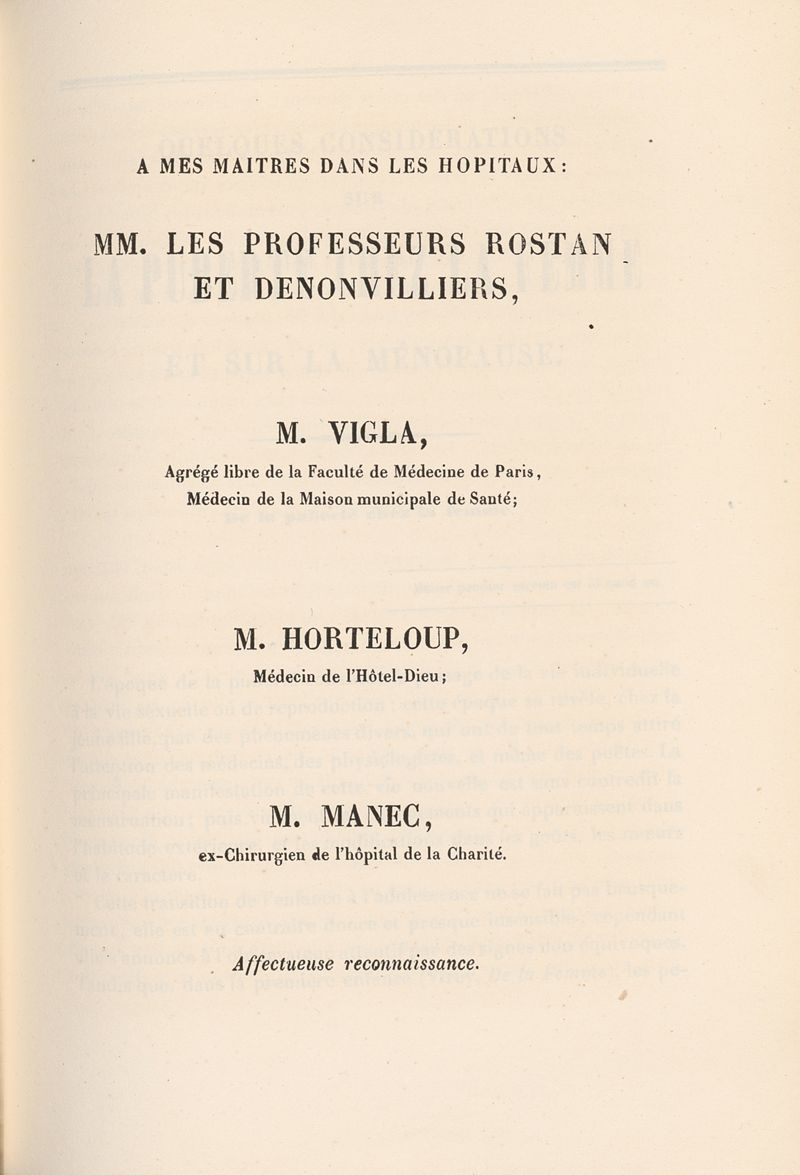 A MES MAITRES DANS LES HOPITAUX:
MM. LES PROFESSEURS ROSTAN
ET DENONVILLIERS,
M. VIGLA,
Agrégé libre de la Faculté de Médecine de Paris,
Médecin de la Maison municipale de Santé;
M. HORTELOUP,
Médecin de l'Hôtel-Dieu;
M. MANEC,
ex-Chirurgien de l'hôpital de la Charité.
Affectueuse reconnaissance.